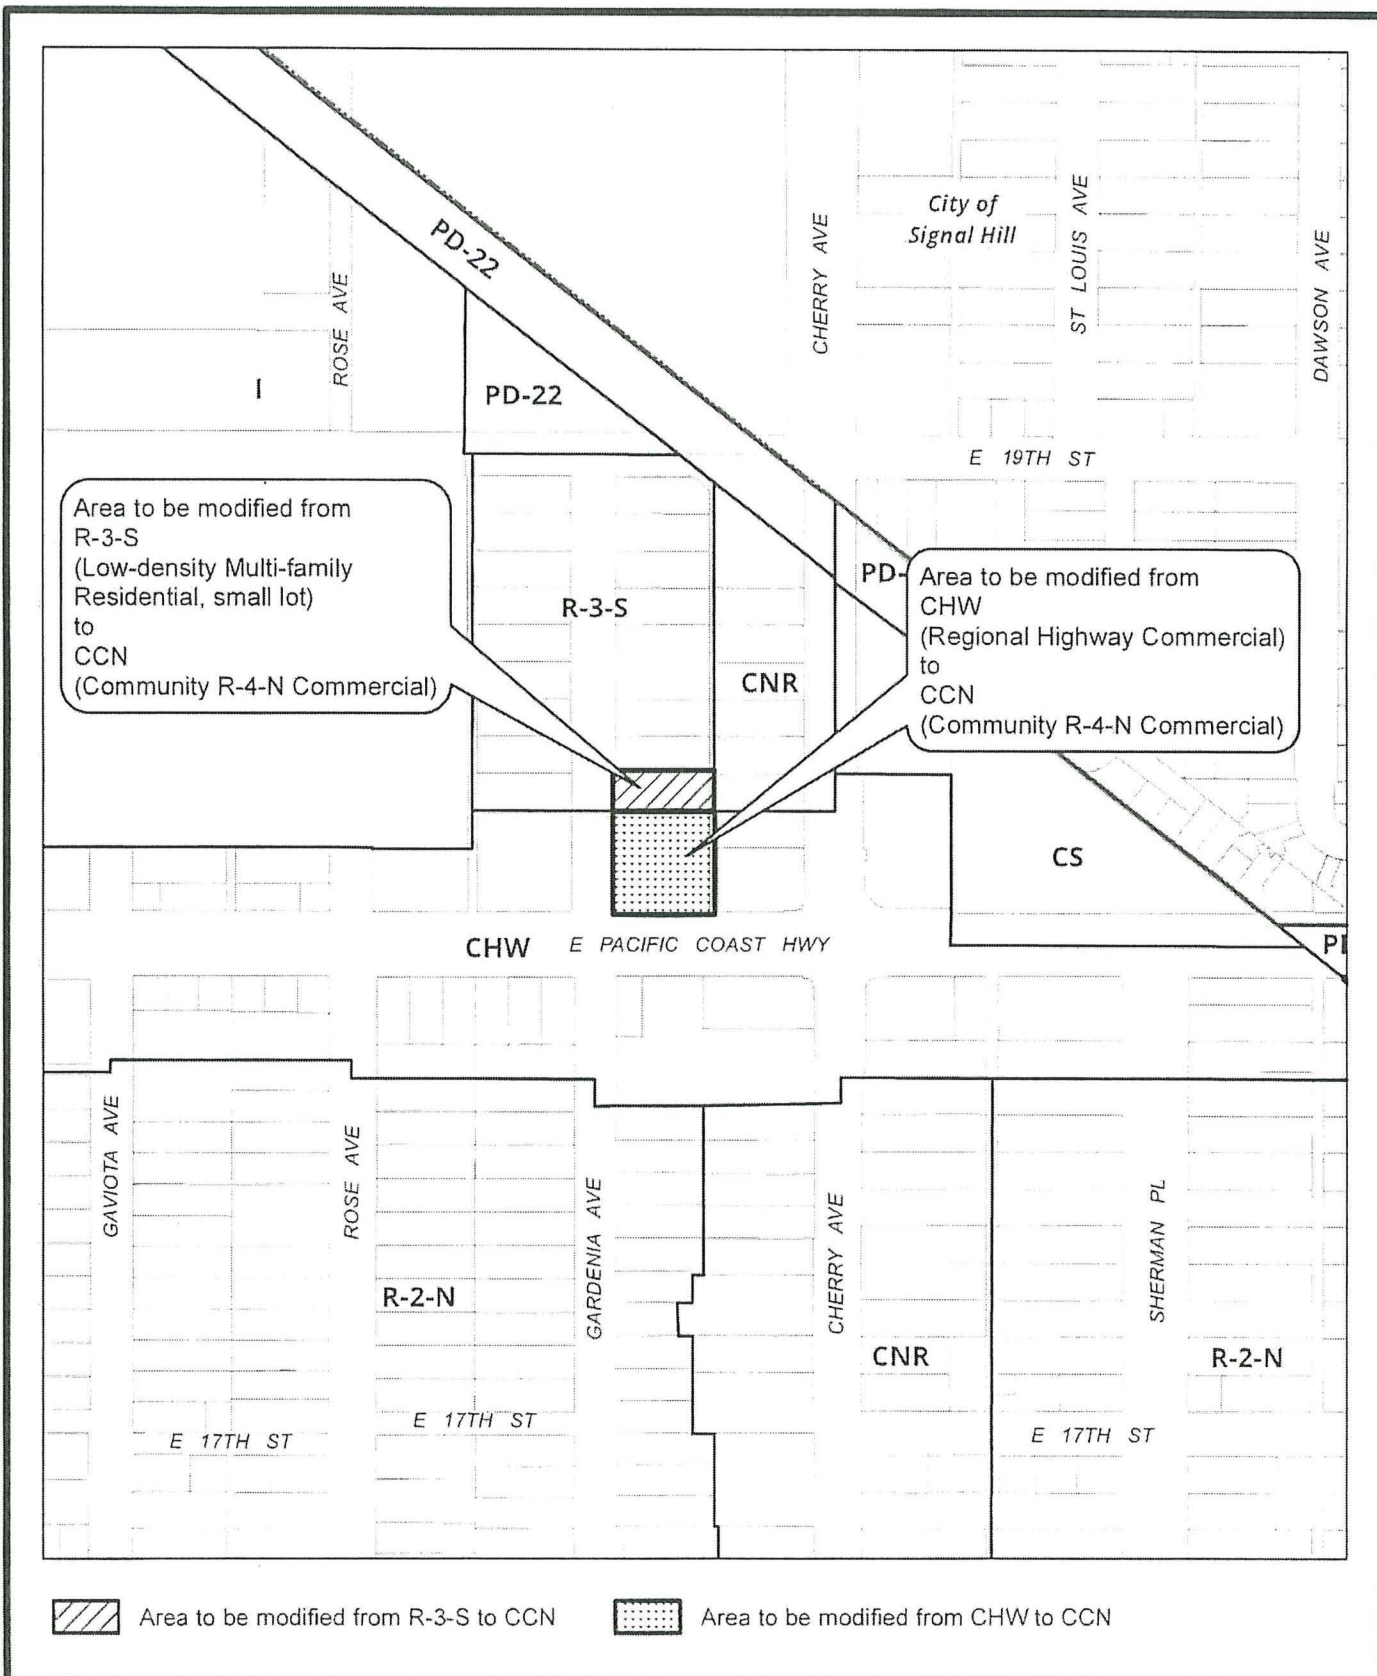 PD-22
City of
Signal Hill
CHERRY AVE
ST LOUIS AVE
DAWSON AVE
ROSE AVE
I
PD-22
E 19TH ST
Area to be modified from
R-3-S
(Low-density Multi-family
Residential, small lot)
to
CCN
(Community R-4-N Commercial)
PD-
Area to be modified from
CHW
(Regional Highway Commercial)
to
CCN
(Community R-4-N Commercial)
R-3-S
CNR
CS
CHW
E PACIFIC COAST HWY
GAVIOTA AVE
ROSE AVE
GARDENIA AVE
CHERRY AVE
SHERMAN PL
R-2-N
CNR
R-2-N
E 17TH ST
E 17TH ST
E 17TH ST
Area to be modified from R-3-S to CCN
Area to be modified from CHW to CCN